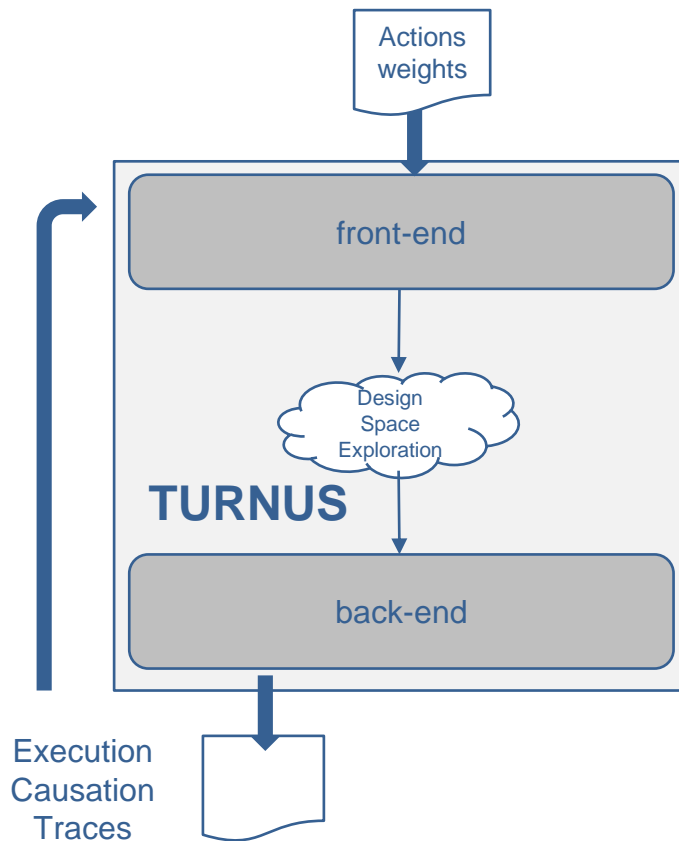 Actions
weights
front-end
Design
Space
Exploration
TURNUS
back-end
Execution
Causation
Traces